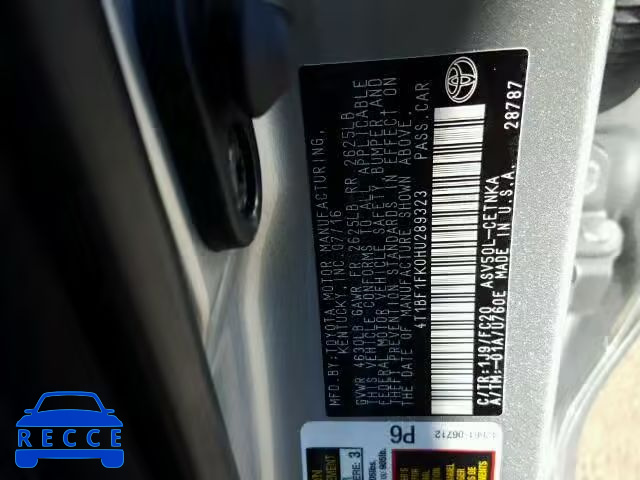 MFD.BY:TOYOTA MOTOR MANUFACTURING,
KENTUCKY, INC. 07/16
GVWR 4630LB GAWR FR 2625LB RR 2625LB
THIS VEHICLE CONFORMS TO ALL APPLICABLE
FEDERAL MOTOR VEHICLE SAFETY, BUMPER, AND
THEFT PREVENTION STANDARDS IN EFFECT ON
THE DATE OF MANUFACTURE SHOWN ABOVE.
4T1BF1FK0HU289323 PASS.CAR
C/TR:1J9/FC20 ASV50L-CETNKA
A/TM:-01A/U760E MADE IN U.S.A.
28787
P6
RECCE